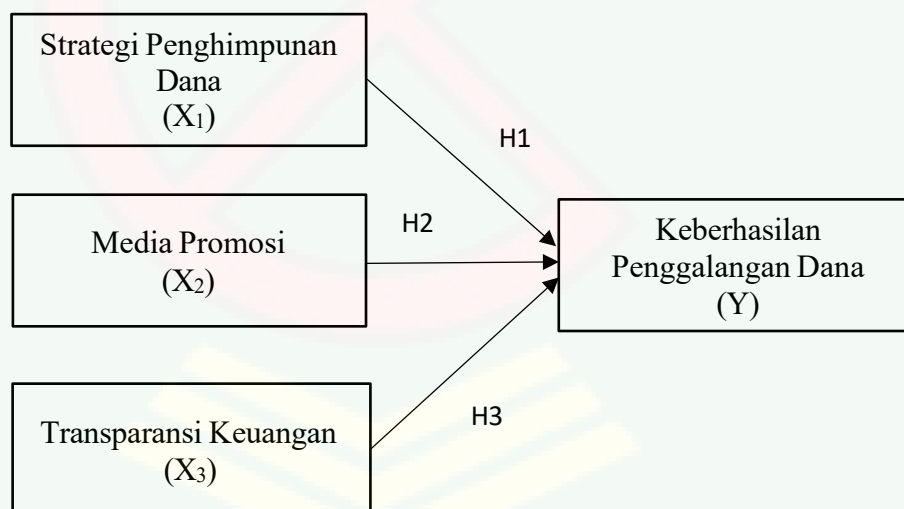 Strategi Penghimpunan
Dana
(X₁)
H1
Media Promosi
(X₂)
H2
Keberhasilan
Penggalangan Dana
(Y)
Transparansi Keuangan
(X₃)
H3